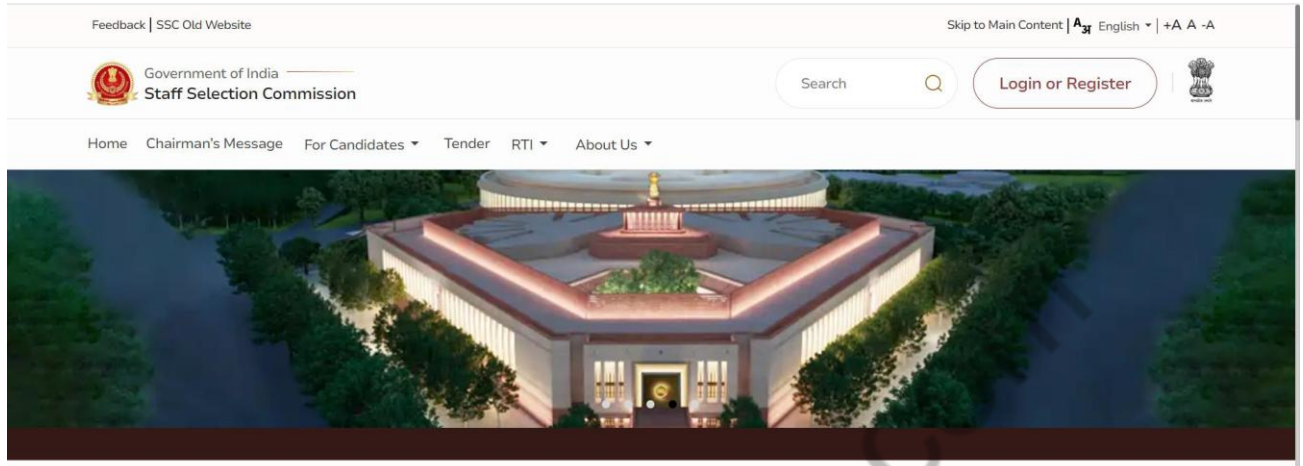 Feedback | SSC Old Website
Skip to Main Content | Aअ English | +A A -A
Government of India
Staff Selection Commission
Search
Login or Register
Home Chairman's Message For Candidates Tender RTI About Us